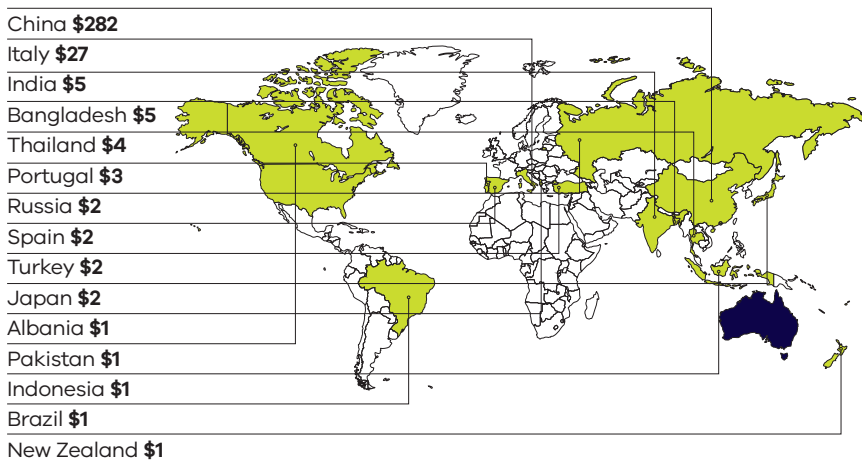 China $282
Italy $27
India $5
Bangladesh $5
Thailand $4
Portugal $3
Russia $2
Spain $2
Turkey $2
Japan $2
Albania $1
Pakistan $1
Indonesia $1
Brazil $1
New Zealand $1